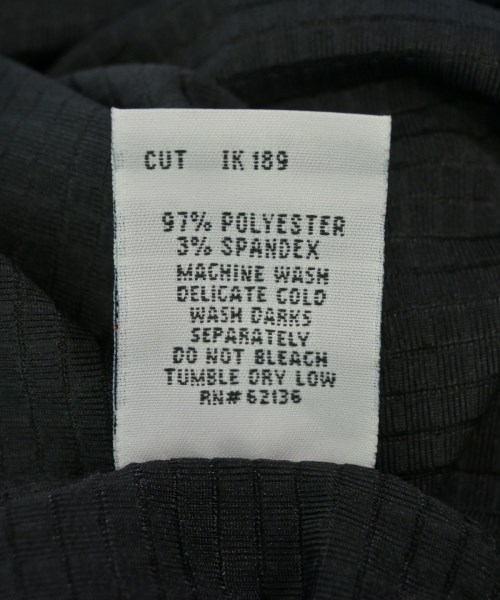 CUT IK 189
97% POLYESTER
3% SPANDEX
MACHINE WASH
DELICATE COLD
WASH DARKS
SEPARATELY
DO NOT BLEACH
TUMBLE DRY LOW
RN# 62136